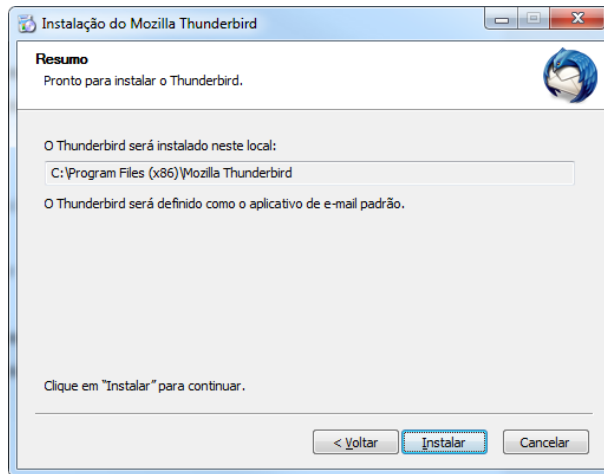 Instalação do Mozilla Thunderbird
Resumo
Pronto para instalar o Thunderbird.
O Thunderbird será instalado neste local:
C:\Program Files (x86)\Mozilla Thunderbird
O Thunderbird será definido como o aplicativo de e-mail padrão.
Clique em "Instalar" para continuar.
< Voltar Instalar Cancelar